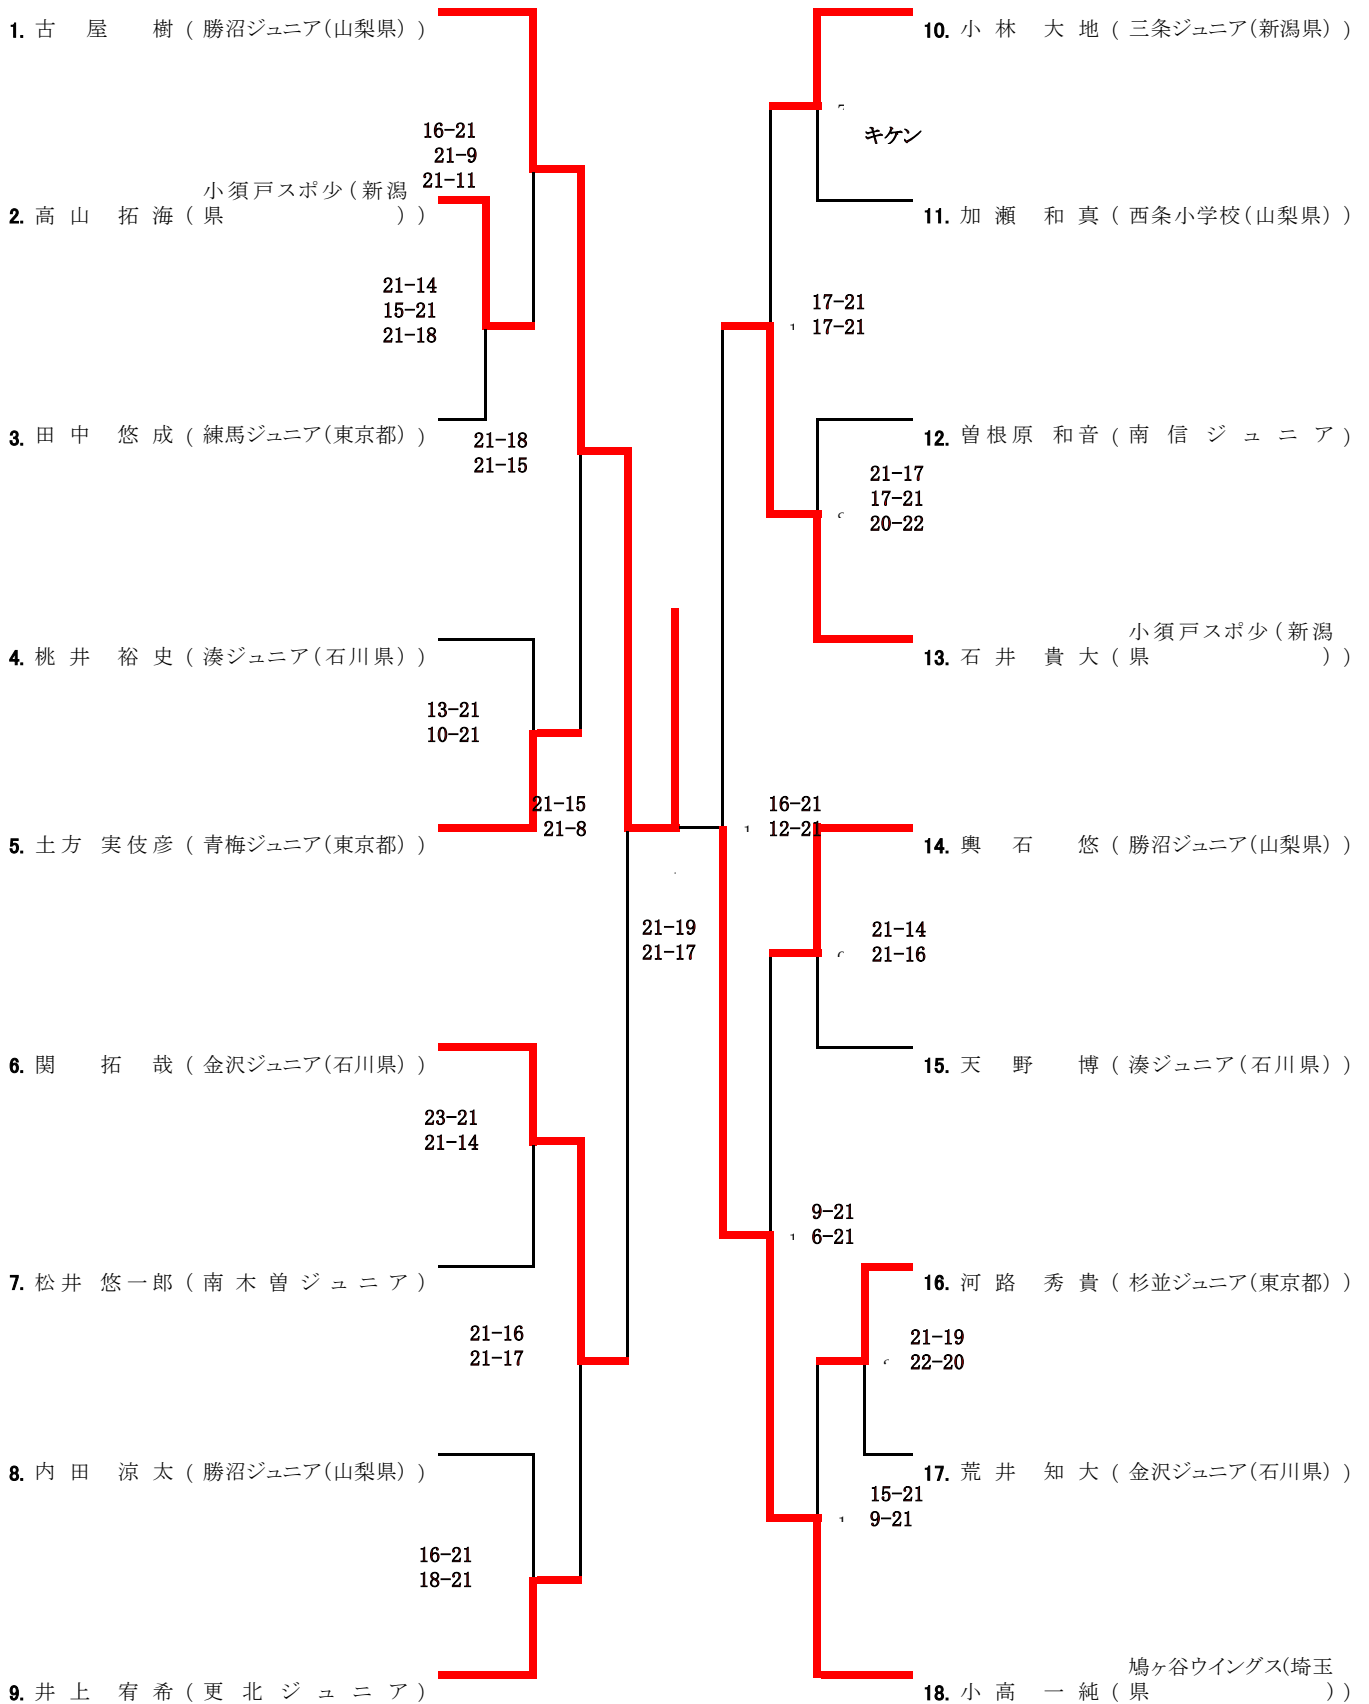 1. 古屋 樹 ( 勝沼ジュニア(山梨県) )
16-21
21-9
21-11
小須戸スポ少(新潟
2. 高山 拓海 ( 県 ) )
21-14
15-21
21-18
3. 田中 悠成 ( 練馬ジュニア(東京都) )
21-18
21-15
4. 桃井 裕史 ( 湊ジュニア(石川県) )
13-21
10-21
21-15
21-8
5. 土方 実伎彦 ( 青梅ジュニア(東京都) )
21-19
21-17
6. 関 拓哉 ( 金沢ジュニア(石川県) )
23-21
21-14
7. 松井 悠一郎 ( 南木曽ジュニア )
21-16
21-17
8. 内田 涼太 ( 勝沼ジュニア(山梨県) )
16-21
18-21
9. 井上 宥希 ( 更北ジュニア )
10. 小林 大地 ( 三条ジュニア(新潟県) )
キケン
11. 加瀬 和真 ( 西条小学校(山梨県) )
1 17-21
17-21
12. 曽根原 和音 ( 南信ジュニア )
21-17
17-21
20-22
小須戸スポ少(新潟
13. 石井 貴大 ( 県 ) )
16-21
1 12-21
14. 輿石 悠 ( 勝沼ジュニア(山梨県) )
21-14
21-16
15. 天野 博 ( 湊ジュニア(石川県) )
9-21
1 6-21
16. 河路 秀貴 ( 杉並ジュニア(東京都) )
21-19
22-20
17. 荒井 知大 ( 金沢ジュニア(石川県) )
15-21
1 9-21
鳩ヶ谷ウイングス(埼玉
18. 小高 一純 ( 県 ) )